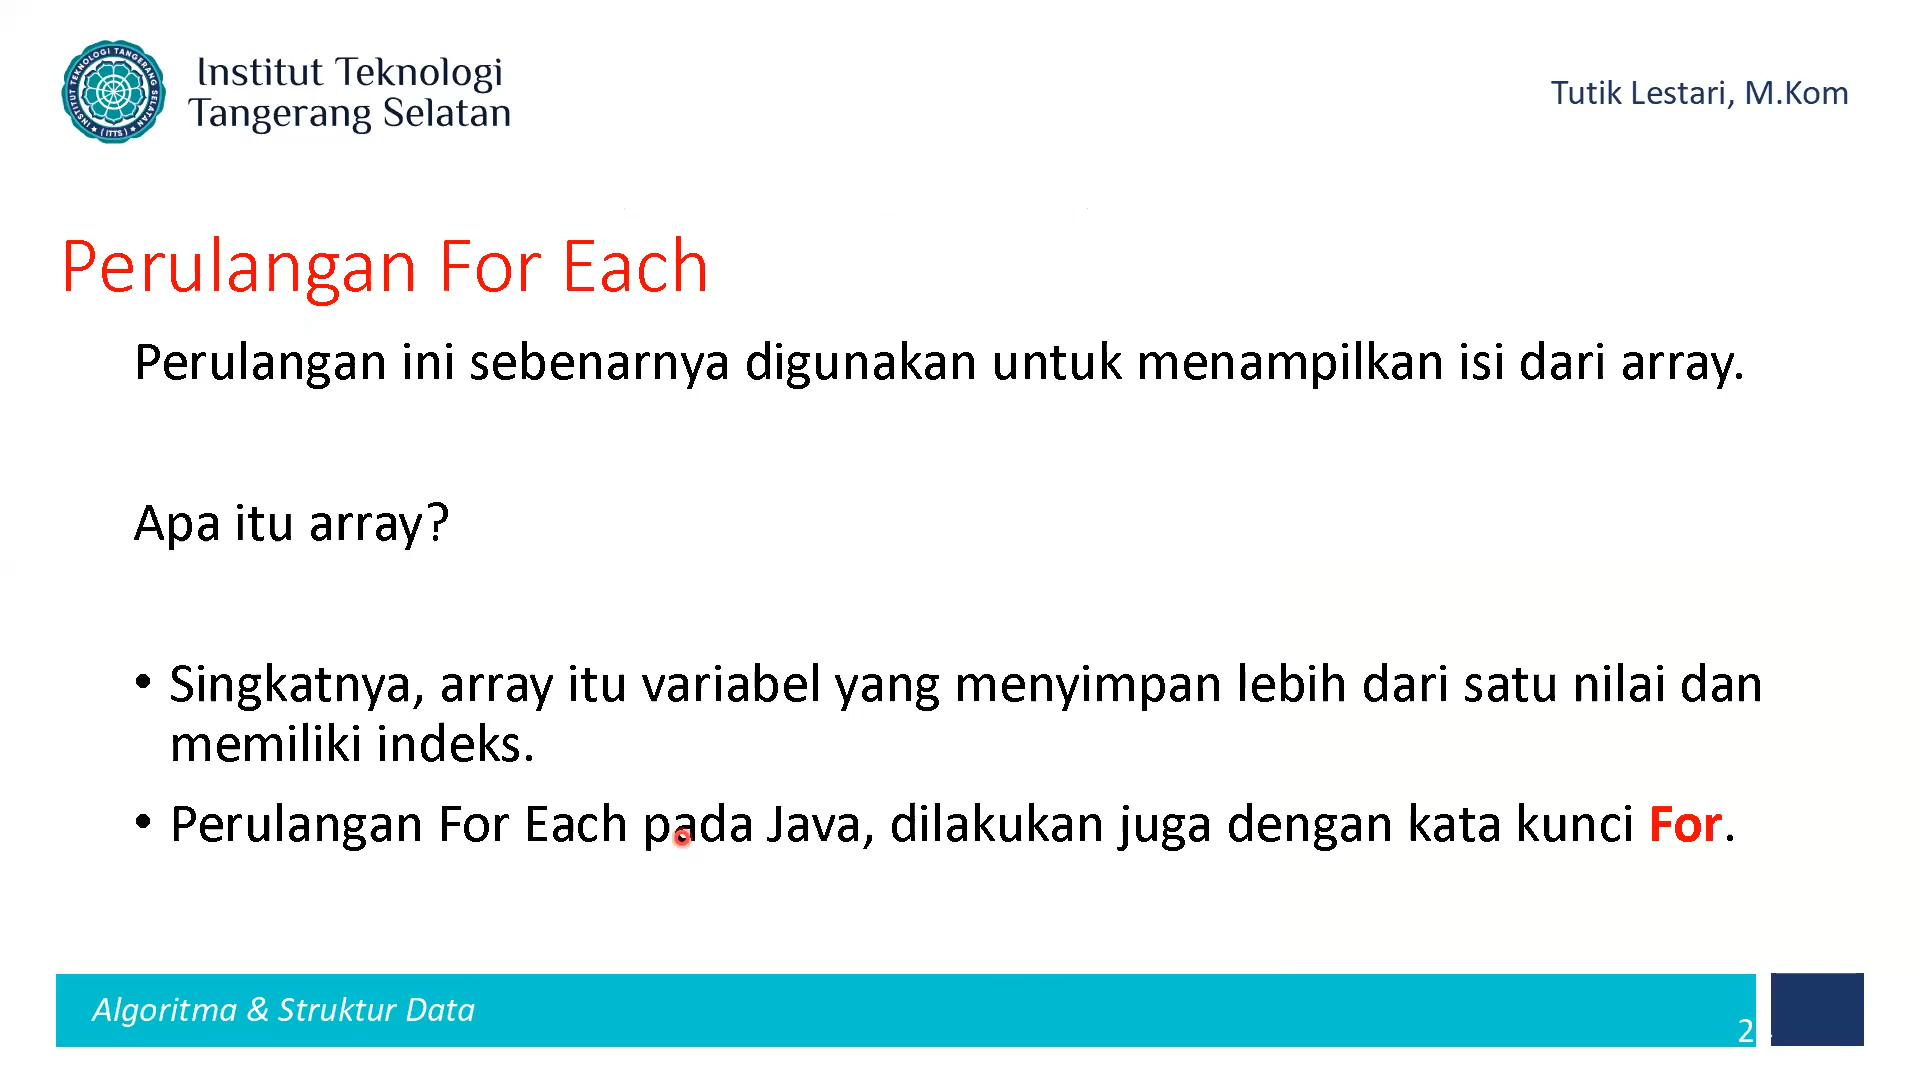 Institut Teknologi
Tangerang Selatan
Tutik Lestari, M.Kom
Perulangan For Each
Perulangan ini sebenarnya digunakan untuk menampilkan isi dari array.
Apa itu array?
• Singkatnya, array itu variabel yang menyimpan lebih dari satu nilai dan
memiliki indeks.
• Perulangan For Each pada Java, dilakukan juga dengan kata kunci For.
Algoritma & Struktur Data